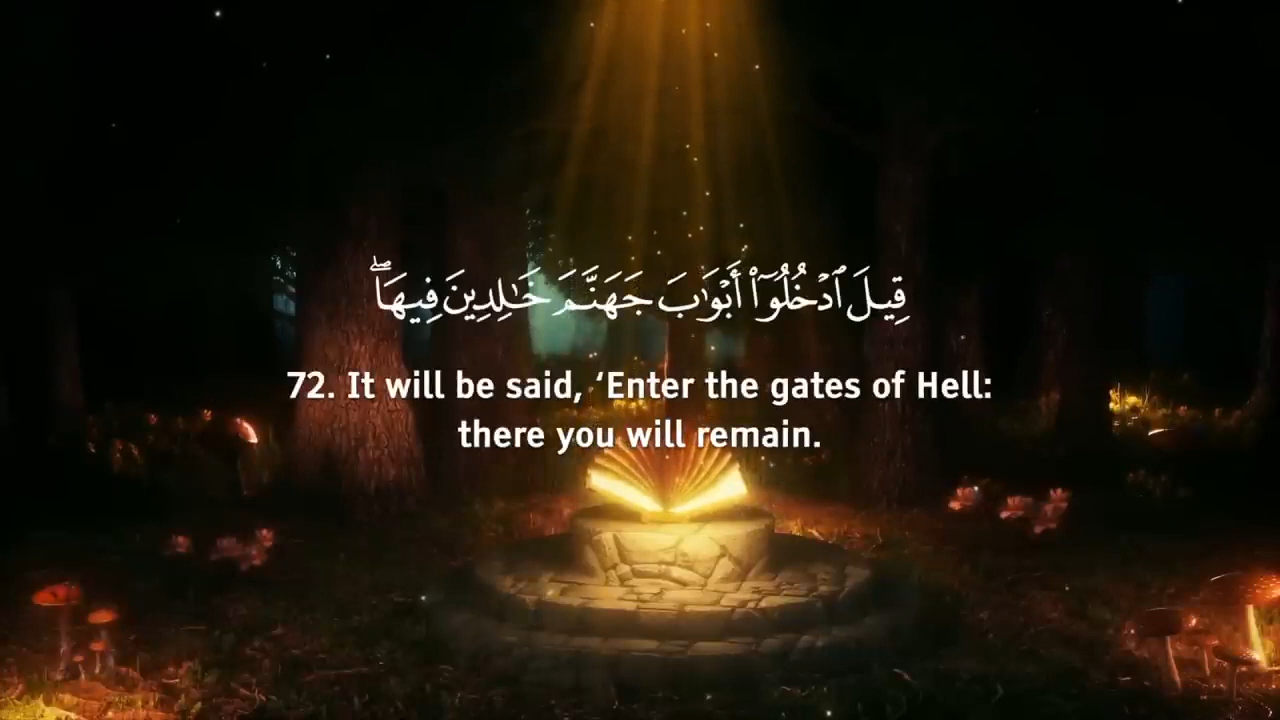 قِيلَ ٱدْخُلُوٓا۟ أَبْوَٰبَ جَهَنَّمَ خَـٰلِدِينَ فِيهَا ۖ
72. It will be said, ‘Enter the gates of Hell:
there you will remain.